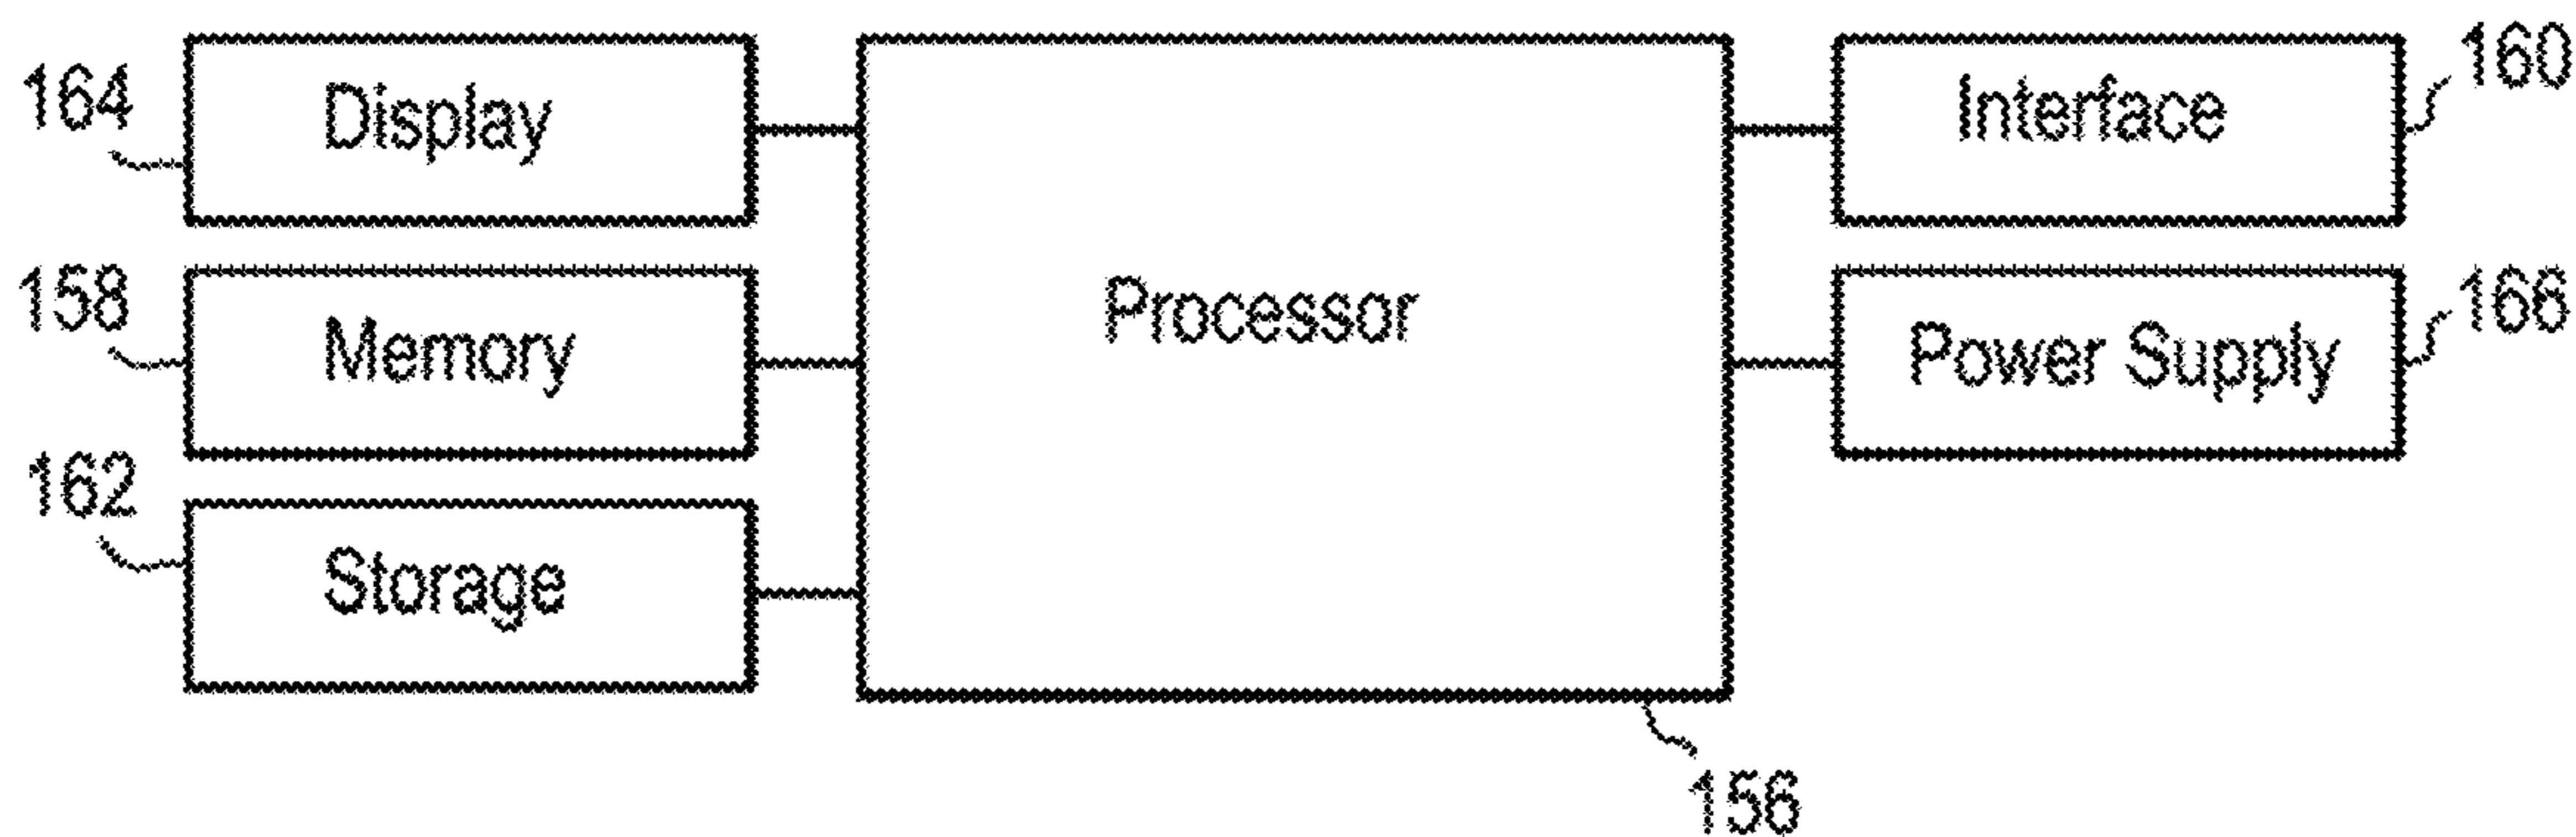 164
Display
158
Memory
162
Storage
Processor
156
Interface
160
Power Supply
166